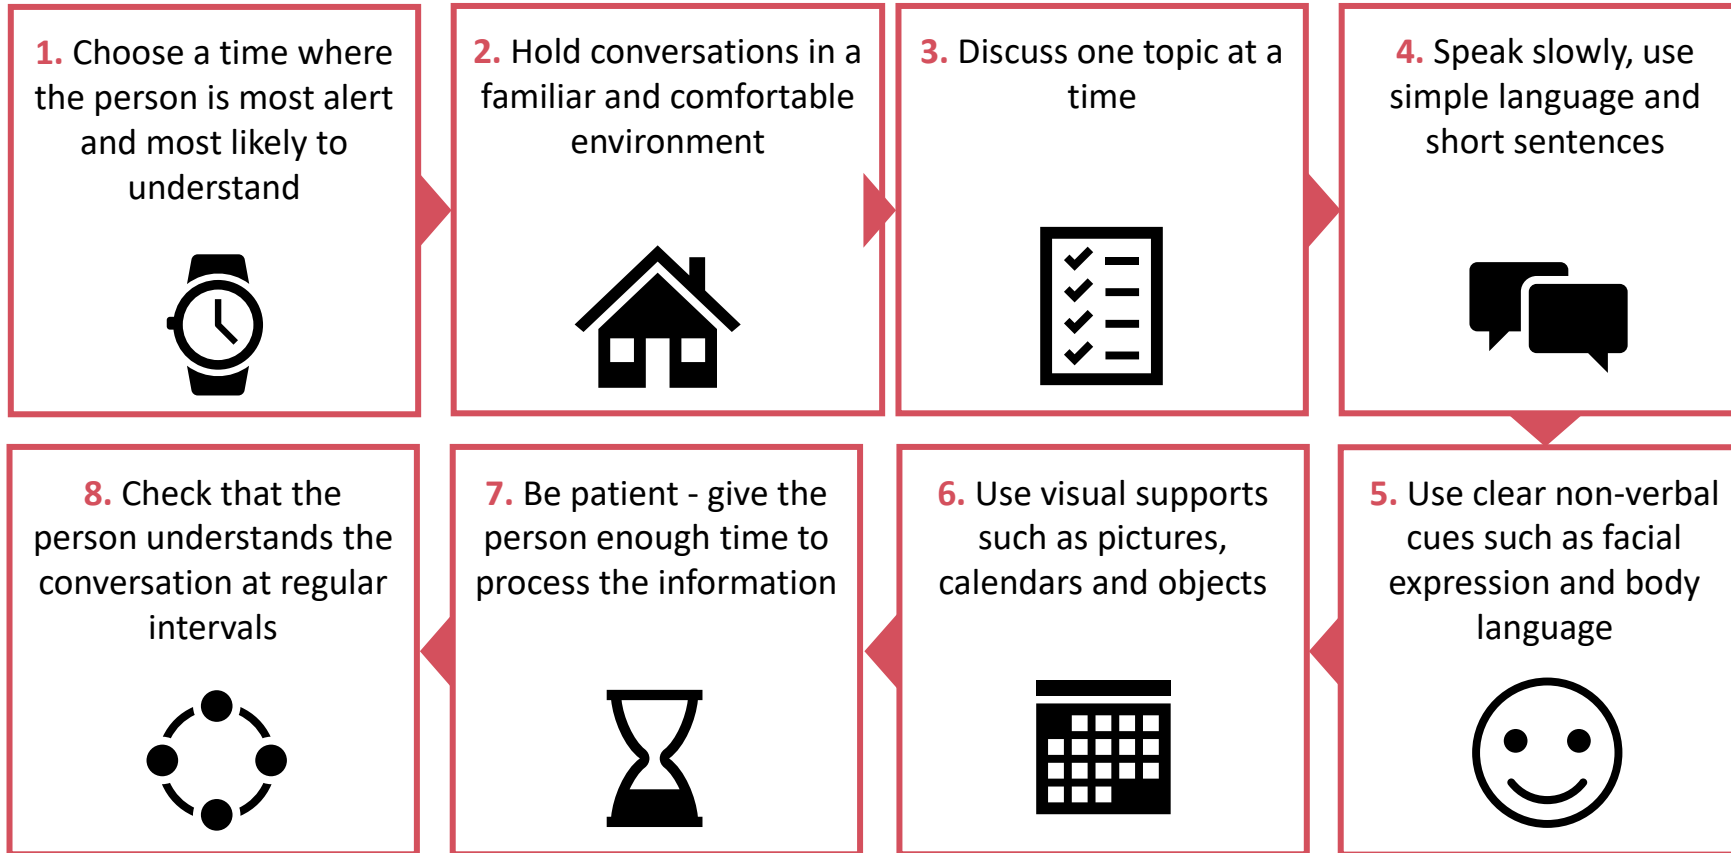 1. Choose a time where
the person is most alert
and most likely to
understand
2. Hold conversations in a
familiar and comfortable
environment
3. Discuss one topic at a
time
4. Speak slowly, use
simple language and
short sentences
5. Use clear non-verbal
cues such as facial
expression and body
language
6. Use visual supports
such as pictures,
calendars and objects
7. Be patient - give the
person enough time to
process the information
8. Check that the
person understands the
conversation at regular
intervals